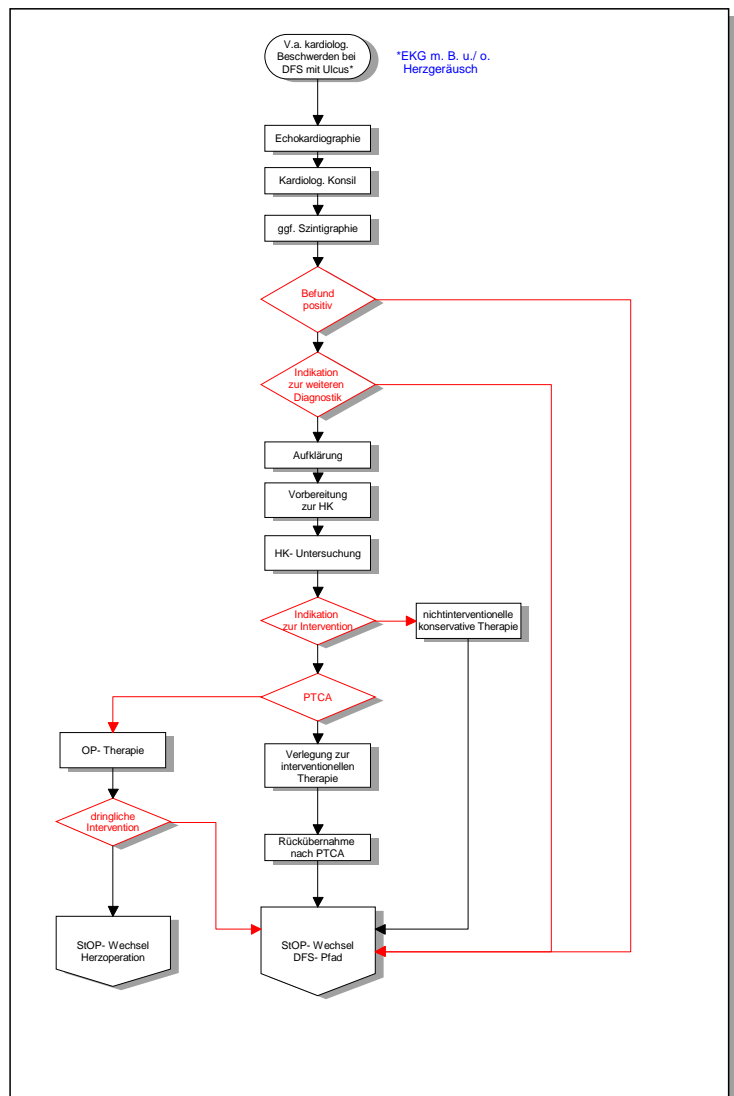 V.a. kardiolog.
Beschwerden bei
DFS mit Ulcus*
*EKG m. B. u./ o.
Herzgeräusch
Echokardiographie
Kardiolog. Konsil
ggf. Szintigraphie
Befund
positiv
Indikation
zur weiteren
Diagnostik
Aufklärung
Vorbereitung
zur HK
HK- Untersuchung
Indikation
zur Intervention
nichtinterventionelle
konservative Therapie
PTCA
OP- Therapie
Verlegung zur
interventionellen
Therapie
dringliche
Intervention
Rückübernahme
nach PTCA
StOP- Wechsel
Herzoperation
StOP- Wechsel
DFS- Pfad